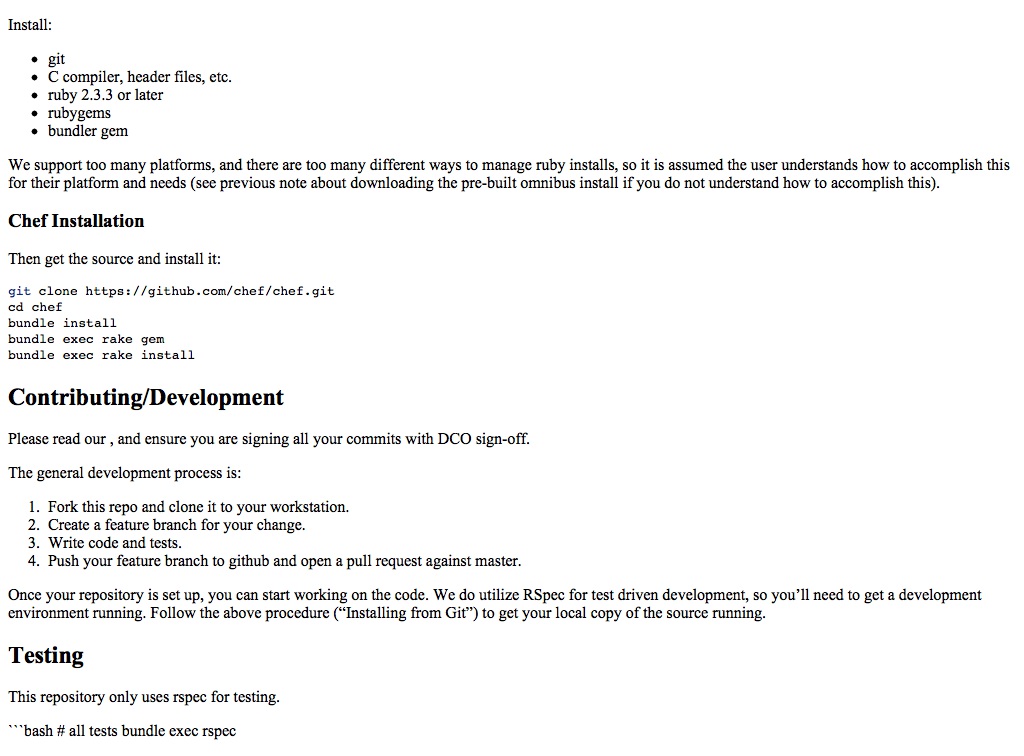 Install:
• git
• C compiler, header files, etc.
• ruby 2.3.3 or later
• rubygems
• bundler gem
We support too many platforms, and there are too many different ways to manage ruby installs, so it is assumed the user understands how to accomplish this
for their platform and needs (see previous note about downloading the pre-built omnibus install if you do not understand how to accomplish this).
Chef Installation
Then get the source and install it:
git clone https://github.com/chef/chef.git
cd chef
bundle install
bundle exec rake gem
bundle exec rake install
Contributing/Development
Please read our , and ensure you are signing all your commits with DCO sign-off.
The general development process is:
1. Fork this repo and clone it to your workstation.
2. Create a feature branch for your change.
3. Write code and tests.
4. Push your feature branch to github and open a pull request against master.
Once your repository is set up, you can start working on the code. We do utilize RSpec for test driven development, so you’ll need to get a development
environment running. Follow the above procedure (“Installing from Git”) to get your local copy of the source running.
Testing
This repository only uses rspec for testing.
```bash # all tests bundle exec rspec